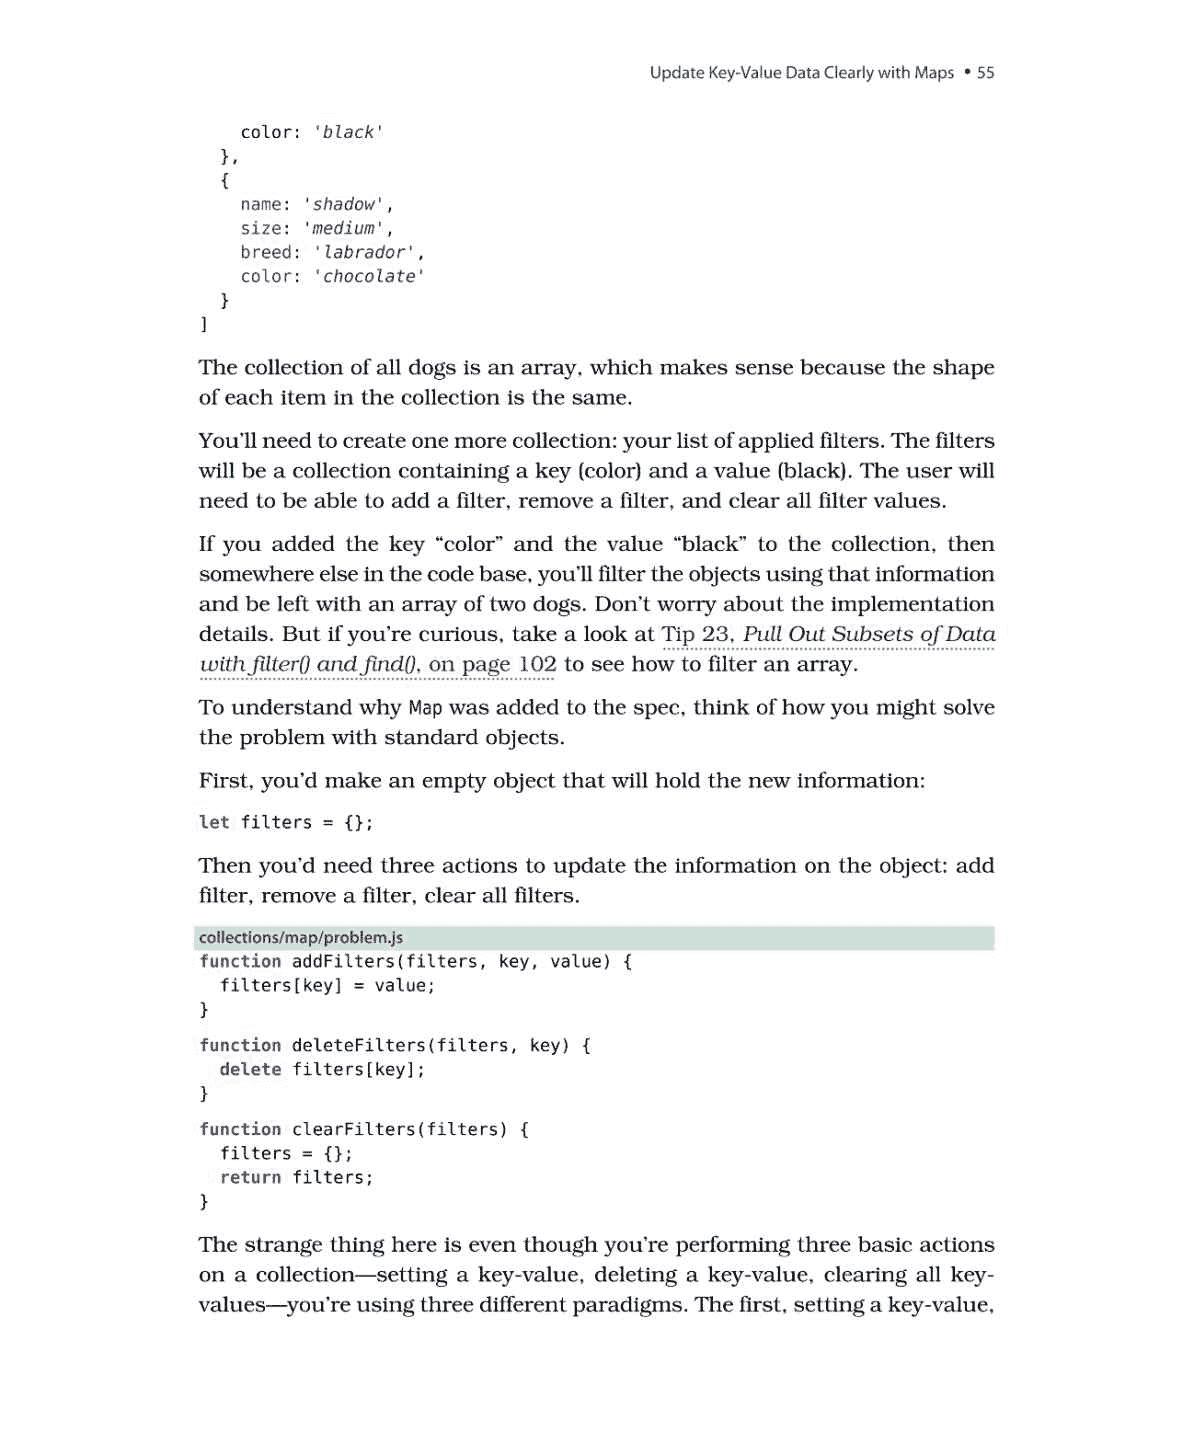 Update Key-Value Data Clearly with Maps • 55
color: 'black'
},
{
name: 'shadow',
size: 'medium',
breed: 'labrador',
color: 'chocolate'
}
]
The collection of all dogs is an array, which makes sense because the shape
of each item in the collection is the same.
You’ll need to create one more collection: your list of applied filters. The filters
will be a collection containing a key (color) and a value (black). The user will
need to be able to add a filter, remove a filter, and clear all filter values.
If you added the key “color” and the value “black” to the collection, then
somewhere else in the code base, you’ll filter the objects using that information
and be left with an array of two dogs. Don’t worry about the implementation
details. But if you’re curious, take a look at Tip 23, Pull Out Subsets of Data
with filter() and find(), on page 102 to see how to filter an array.
To understand why Map was added to the spec, think of how you might solve
the problem with standard objects.
First, you’d make an empty object that will hold the new information:
let filters = {};
Then you’d need three actions to update the information on the object: add
filter, remove a filter, clear all filters.
collections/map/problem.js
function addFilters(filters, key, value) {
filters[key] = value;
}
function deleteFilters(filters, key) {
delete filters[key];
}
function clearFilters(filters) {
filters = {};
return filters;
}
The strange thing here is even though you’re performing three basic actions
on a collection—setting a key-value, deleting a key-value, clearing all key-
values—you’re using three different paradigms. The first, setting a key-value,